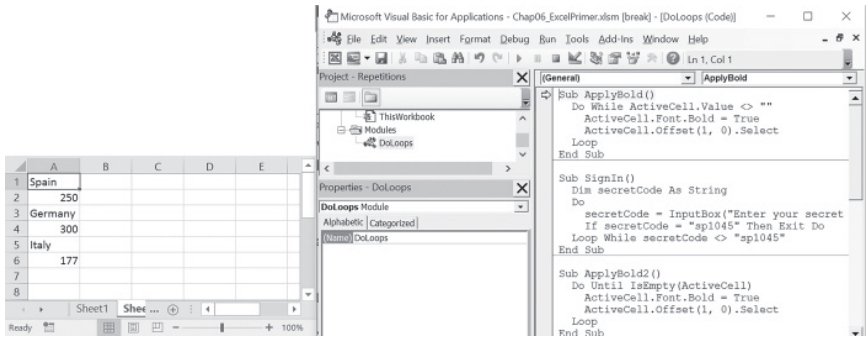 A B C D E
1 Spain
2 250
3 Germany
4 300
5 Italy
6 177
7
8
Sheet1 Shee ...
Ready 100%
Microsoft Visual Basic for Applications - Chap06_ExcelPrimer.xlsm [break] - [DoLoops (Code)]
File Edit View Insert Format Debug Run Tools Add-Ins Window Help
Ln 1, Col 1
Project - Repetitions
ThisWorkbook
Modules
DoLoops
Properties - DoLoops
DoLoops Module
Alphabetic Categorized
(Name) DoLoops
(General) ApplyBold
Sub ApplyBold()
Do While ActiveCell.Value <> ""
ActiveCell.Font.Bold = True
ActiveCell.Offset(1, 0).Select
Loop
End Sub
Sub SignIn()
Dim secretCode As String
Do
secretCode = InputBox("Enter your secret
If secretCode = "sp1045" Then Exit Do
Loop While secretCode <> "sp1045"
End Sub
Sub ApplyBold2()
Do Until IsEmpty(ActiveCell)
ActiveCell.Font.Bold = True
ActiveCell.Offset(1, 0).Select
Loop
End Sub